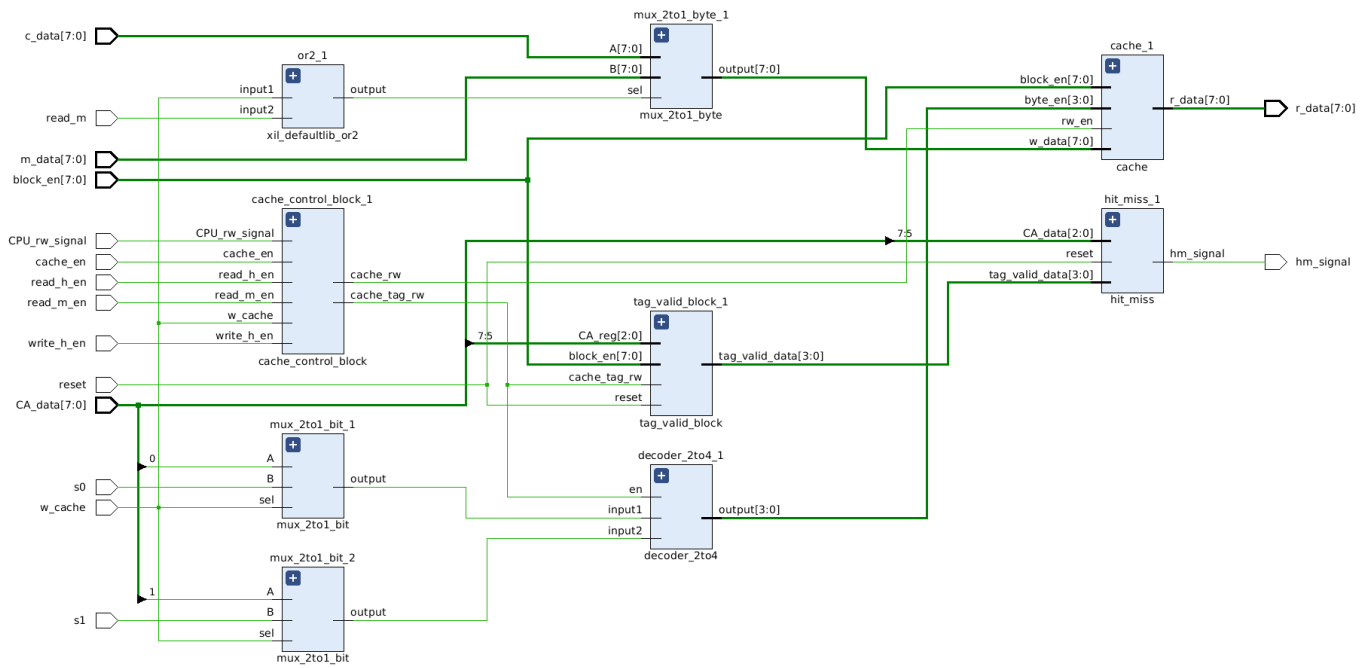 c_data[7:0]
read_m
m_data[7:0]
block_en[7:0]
CPU_rw_signal
cache_en
read_h_en
read_m_en
write_h_en
reset
CA_data[7:0]
s0
w_cache
s1
or2_1
input1
input2
output
xil_defaultlib_or2
cache_control_block_1
CPU_rw_signal
cache_en
read_h_en
read_m_en
w_cache
write_h_en
cache_rw
cache_tag_rw
cache_control_block
mux_2to1_bit_1
0
A
B
sel
output
mux_2to1_bit
mux_2to1_bit_2
1
A
B
sel
output
mux_2to1_bit
mux_2to1_byte_1
A[7:0]
B[7:0]
sel
output[7:0]
mux_2to1_byte
tag_valid_block_1
7:5
CA_reg[2:0]
block_en[7:0]
cache_tag_rw
reset
tag_valid_data[3:0]
tag_valid_block
decoder_2to4_1
en
input1
input2
output[3:0]
decoder_2to4
cache_1
block_en[7:0]
byte_en[3:0]
rw_en
w_data[7:0]
r_data[7:0]
cache
hit_miss_1
7:5
CA_data[2:0]
reset
tag_valid_data[3:0]
hm_signal
hit_miss
r_data[7:0]
hm_signal